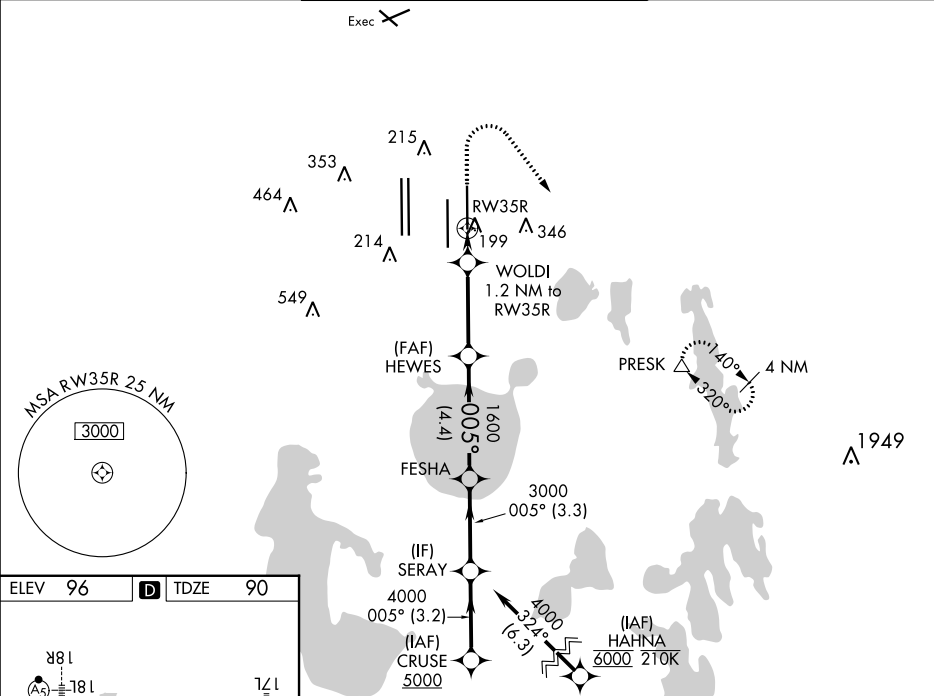 Exec
215
353
464
RW35R
199
346
214
WOLDI
1.2 NM to
RW35R
549
(FAF)
HEWES
PRESK
140°
320°
4 NM
MSA RW35R 25 NM
3000
1600
005°
(4.4)
1949
FESHA
3000
005° (3.3)
(IF)
SERAY
4000
005° (3.2)
4000
324°
(6.3)
(IAF)
HAHNA
6000 210K
(IAF)
CRUSE
5000
ELEV 96 D TDZE 90
18R
A5 18L 17L